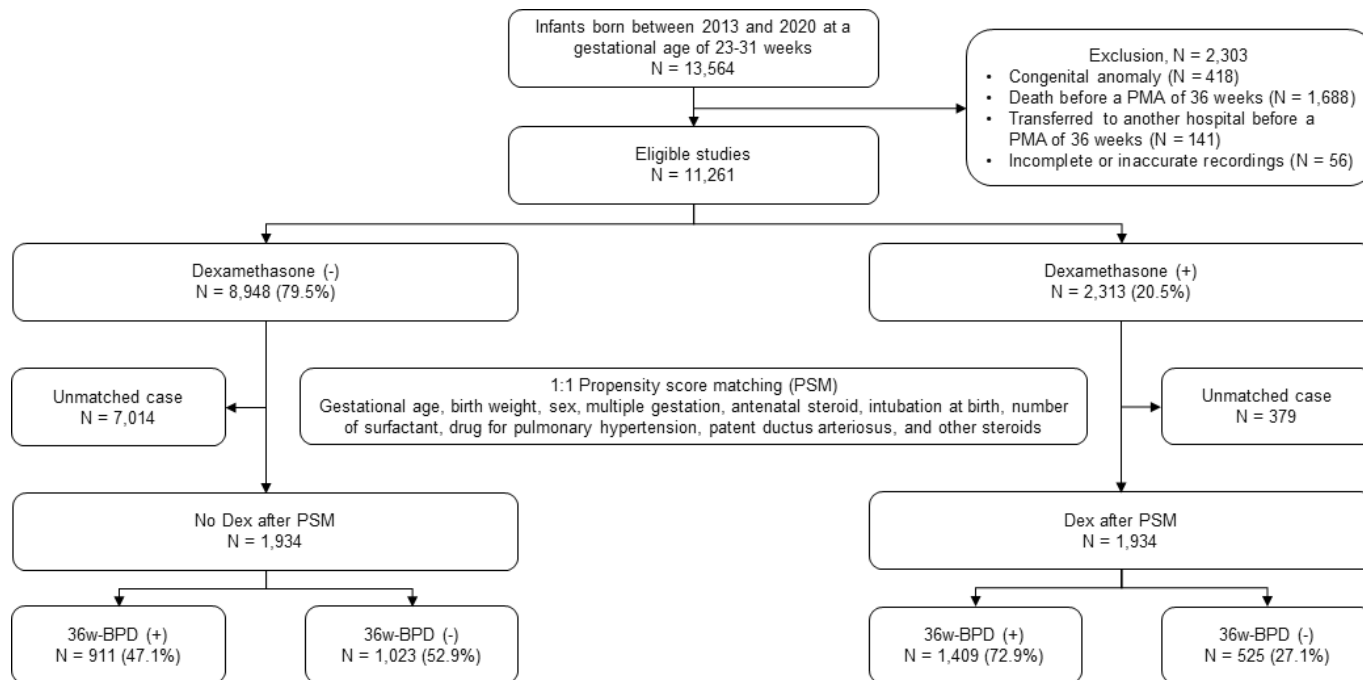 Infants born between 2013 and 2020 at a
gestational age of 23-31 weeks
N = 13,564
Exclusion, N = 2,303
• Congenital anomaly (N = 418)
• Death before a PMA of 36 weeks (N = 1,688)
• Transferred to another hospital before a
PMA of 36 weeks (N = 141)
• Incomplete or inaccurate recordings (N = 56)
Eligible studies
N = 11,261
Dexamethasone (-)
N = 8,948 (79.5%)
Dexamethasone (+)
N = 2,313 (20.5%)
Unmatched case
N = 7,014
1:1 Propensity score matching (PSM)
Gestational age, birth weight, sex, multiple gestation, antenatal steroid, intubation at birth, number
of surfactant, drug for pulmonary hypertension, patent ductus arteriosus, and other steroids
Unmatched case
N = 379
No Dex after PSM
N = 1,934
Dex after PSM
N = 1,934
36w-BPD (+)
N = 911 (47.1%)
36w-BPD (-)
N = 1,023 (52.9%)
36w-BPD (+)
N = 1,409 (72.9%)
36w-BPD (-)
N = 525 (27.1%)